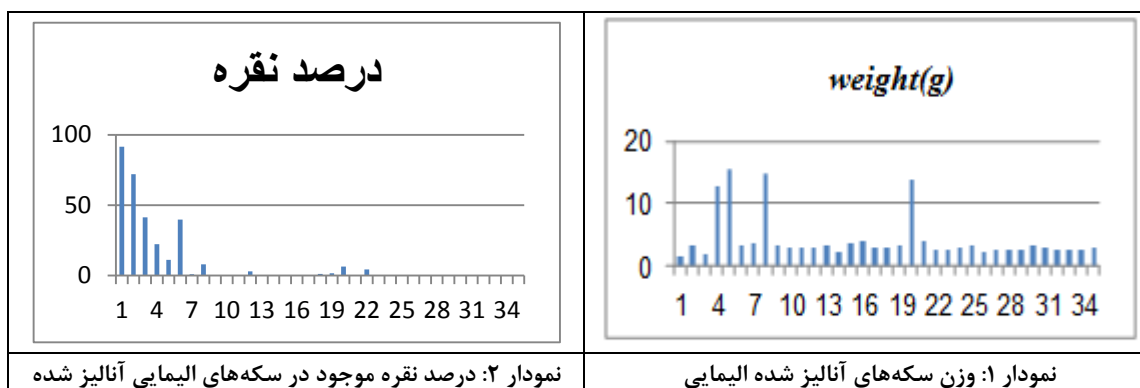 weight(g)
20
10
0
1 4 7 10 13 16 19 22 25 28 31 34
نمودار ۱: وزن سکه‌های آنالیز شده الیمایی
درصد نقره
100
50
0
1 4 7 10 13 16 19 22 25 28 31 34
نمودار ۲: درصد نقره موجود در سکه‌های الیمایی آنالیز شده